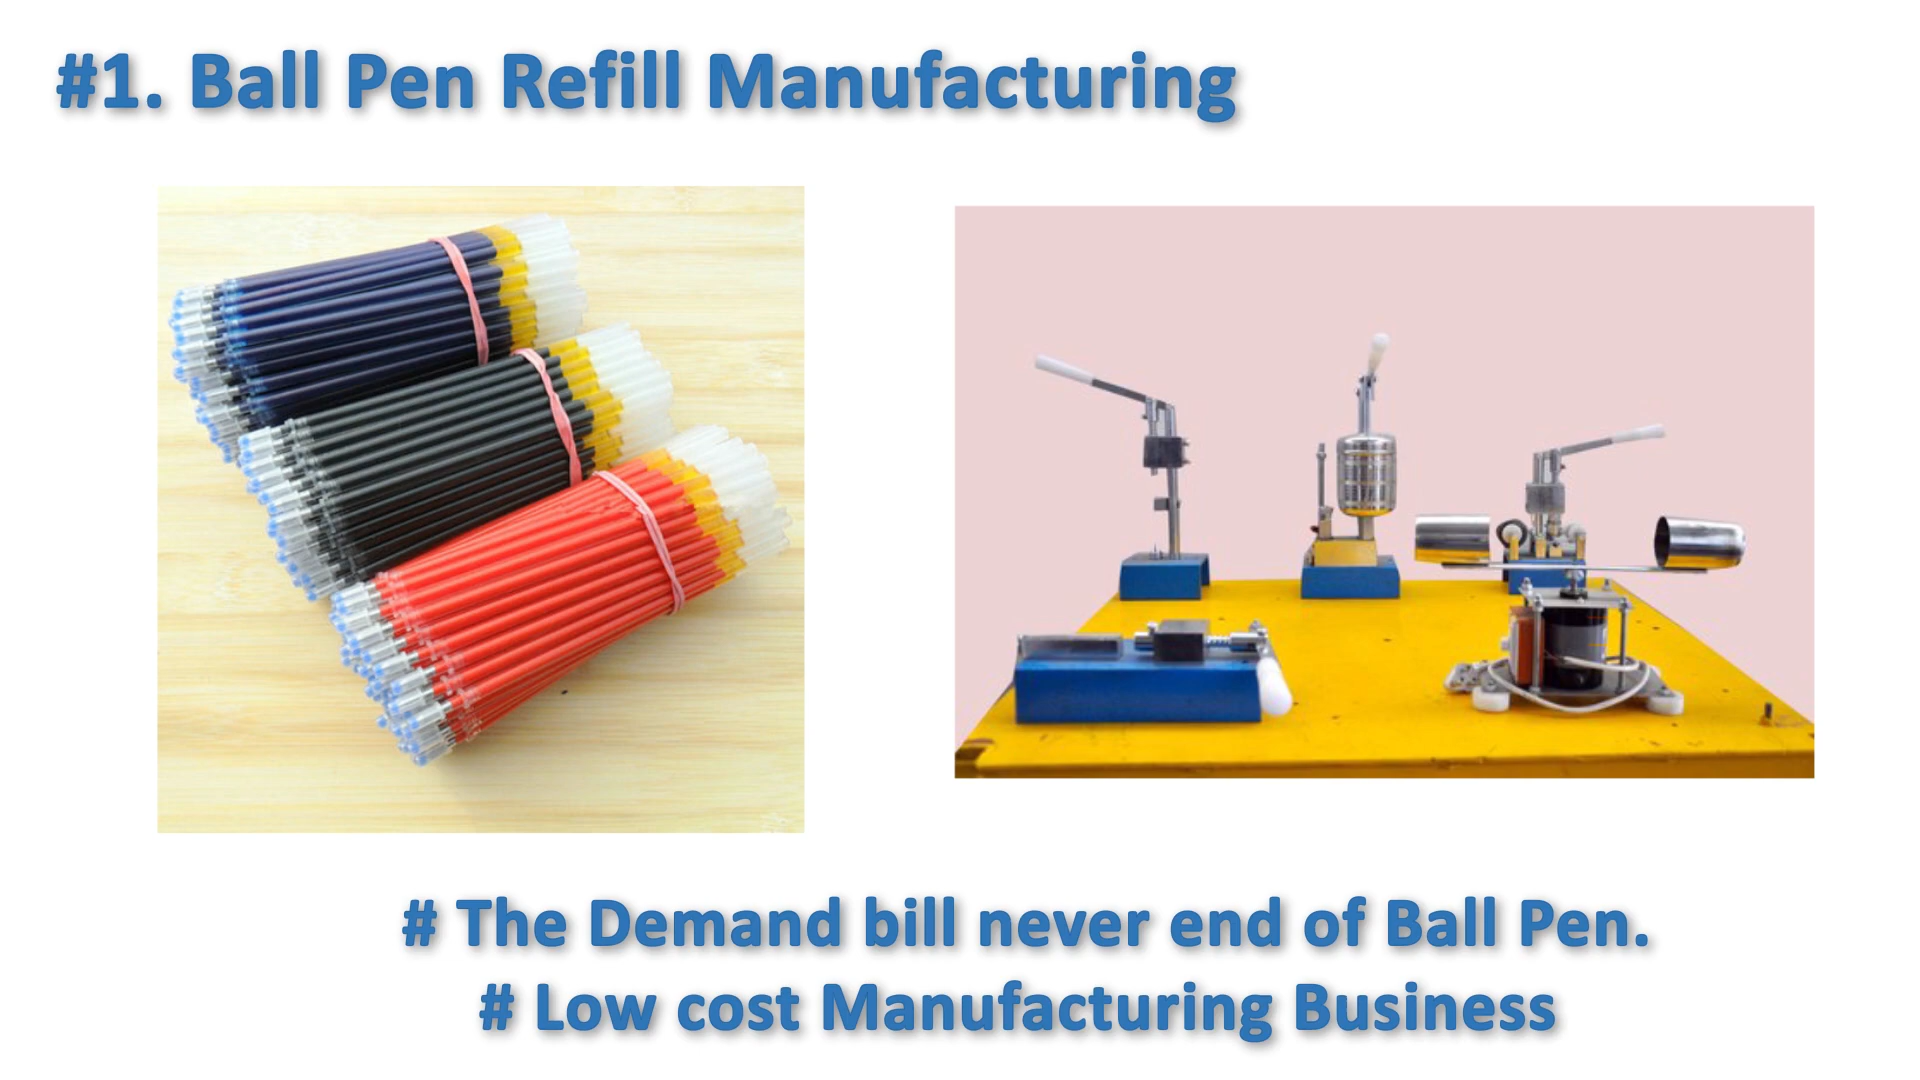 #1. Ball Pen Refill Manufacturing
# The Demand bill never end of Ball Pen.
# Low cost Manufacturing Business